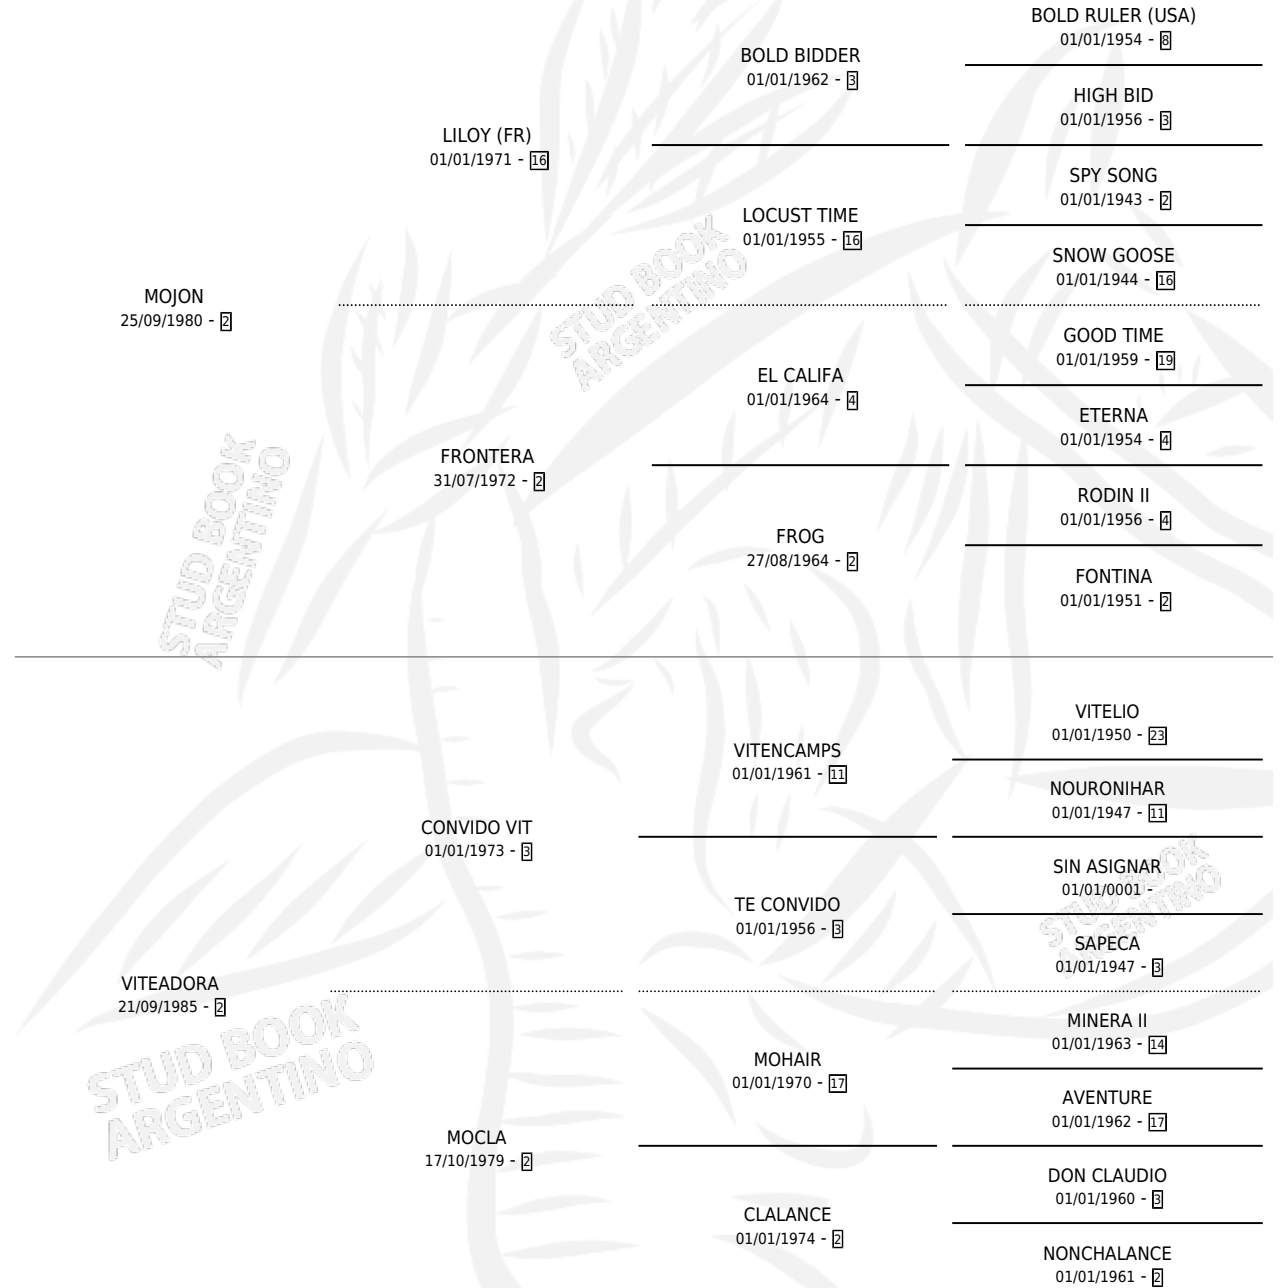 BOLD RULER (USA)
01/01/1954 - 8
BOLD BIDDER
01/01/1962 - 3
HIGH BID
01/01/1956 - 3
LILOY (FR)
01/01/1971 - 16
SPY SONG
01/01/1943 - 2
LOCUST TIME
01/01/1955 - 16
SNOW GOOSE
01/01/1944 - 16
MOJON
25/09/1980 - 2
GOOD TIME
01/01/1959 - 19
EL CALIFA
01/01/1964 - 4
ETERNA
01/01/1954 - 4
FRONTERA
31/07/1972 - 2
RODIN II
01/01/1956 - 4
FROG
27/08/1964 - 2
FONTINA
01/01/1951 - 2
STUD BOOK
ARGENTINO
STUD BOOK
ARGENTINO
VITELIO
01/01/1950 - 23
VITENCAMPS
01/01/1961 - 11
NOURONIHAR
01/01/1947 - 11
CONVIDO VIT
01/01/1973 - 3
SIN ASIGNAR
01/01/0001 -
TE CONVIDO
01/01/1956 - 3
SAPECA
01/01/1947 - 3
VITEADORA
21/09/1985 - 2
MINERA II
01/01/1963 - 14
MOHAIR
01/01/1970 - 17
AVENTURE
01/01/1962 - 17
MOCLA
17/10/1979 - 2
DON CLAUDIO
01/01/1960 - 3
CLALANCE
01/01/1974 - 2
NONCHALANCE
01/01/1961 - 2
STUD BOOK
ARGENTINO
STUD BOOK
ARGENTINO